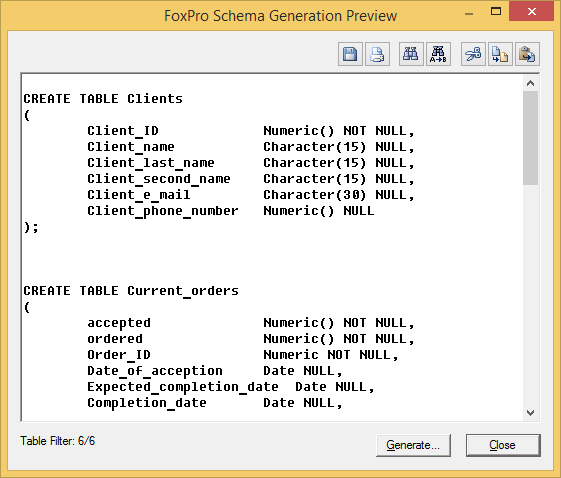 FoxPro Schema Generation Preview
A→B
CREATE TABLE Clients
(
Client_ID Numeric() NOT NULL,
Client_name Character(15) NULL,
Client_last_name Character(15) NULL,
Client_second_name Character(15) NULL,
Client_e_mail Character(30) NULL,
Client_phone_number Numeric() NULL
);
CREATE TABLE Current_orders
(
accepted Numeric() NOT NULL,
ordered Numeric() NOT NULL,
Order_ID Numeric NOT NULL,
Date_of_acception Date NULL,
Expected_completion_date Date NULL,
Completion_date Date NULL,
Table Filter: 6/6
Generate...
Close